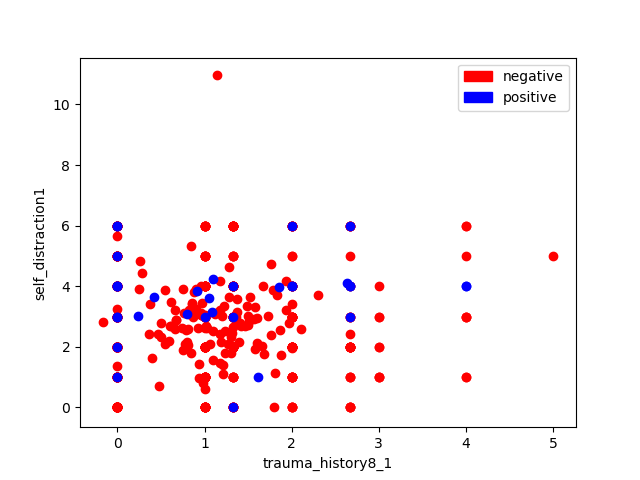 negative
positive
10
8
6
4
2
0
self_distraction1
0 1 2 3 4 5
trauma_history8_1